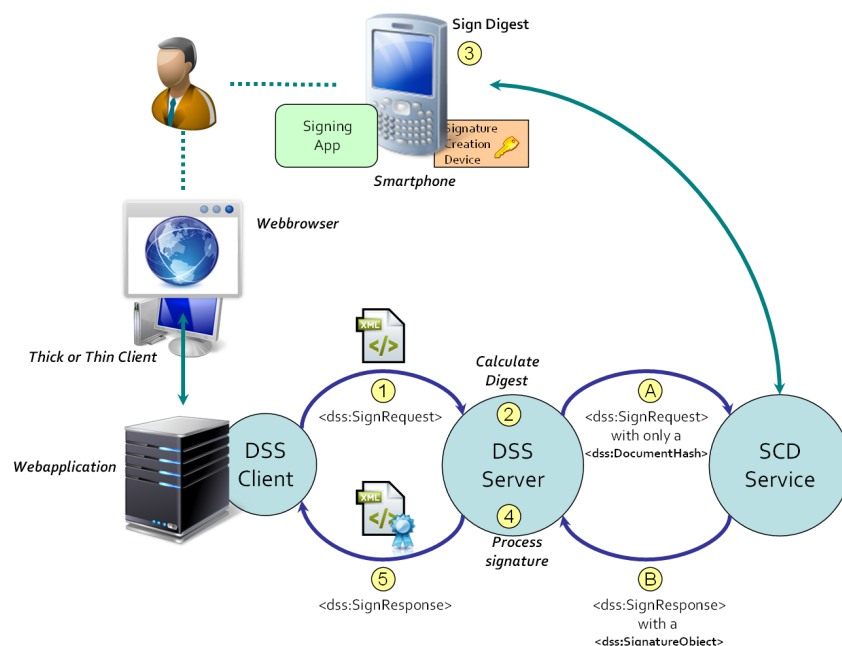 Sign Digest
3
Signing
App
Signature
Creation
Device
Smartphone
Webbrowser
Thick or Thin Client
XML
</>
Calculate
Digest
1
A
<dss:SignRequest>
2
<dss:SignRequest>
with only a
<dss:DocumentHash>
Webapplication
DSS
Client
DSS
Server
SCD
Service
XML
</>
4
Process
signature
5
B
<dss:SignResponse>
<dss:SignResponse>
with a
<dss:SignatureObject>